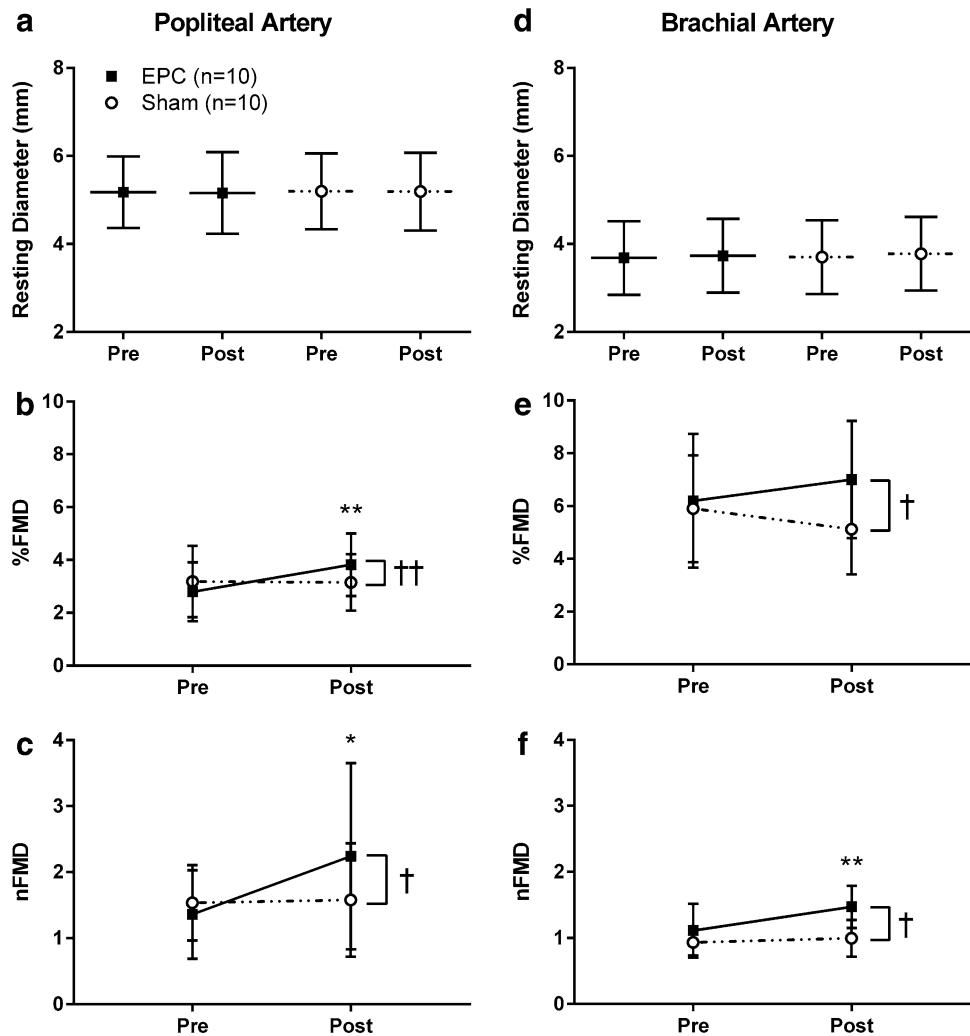 a
Popliteal Artery
Resting Diameter (mm)
8
6
4
2
EPC (n=10)
Sham (n=10)
Pre Post Pre Post
d
Brachial Artery
Resting Diameter (mm)
8
6
4
2
Pre Post Pre Post
b
%FMD
10
8
6
4
2
0
**
††
Pre Post
e
%FMD
10
8
6
4
2
0
†
Pre Post
c
nFMD
4
3
2
1
0
*
†
Pre Post
f
nFMD
4
3
2
1
0
**
†
Pre Post